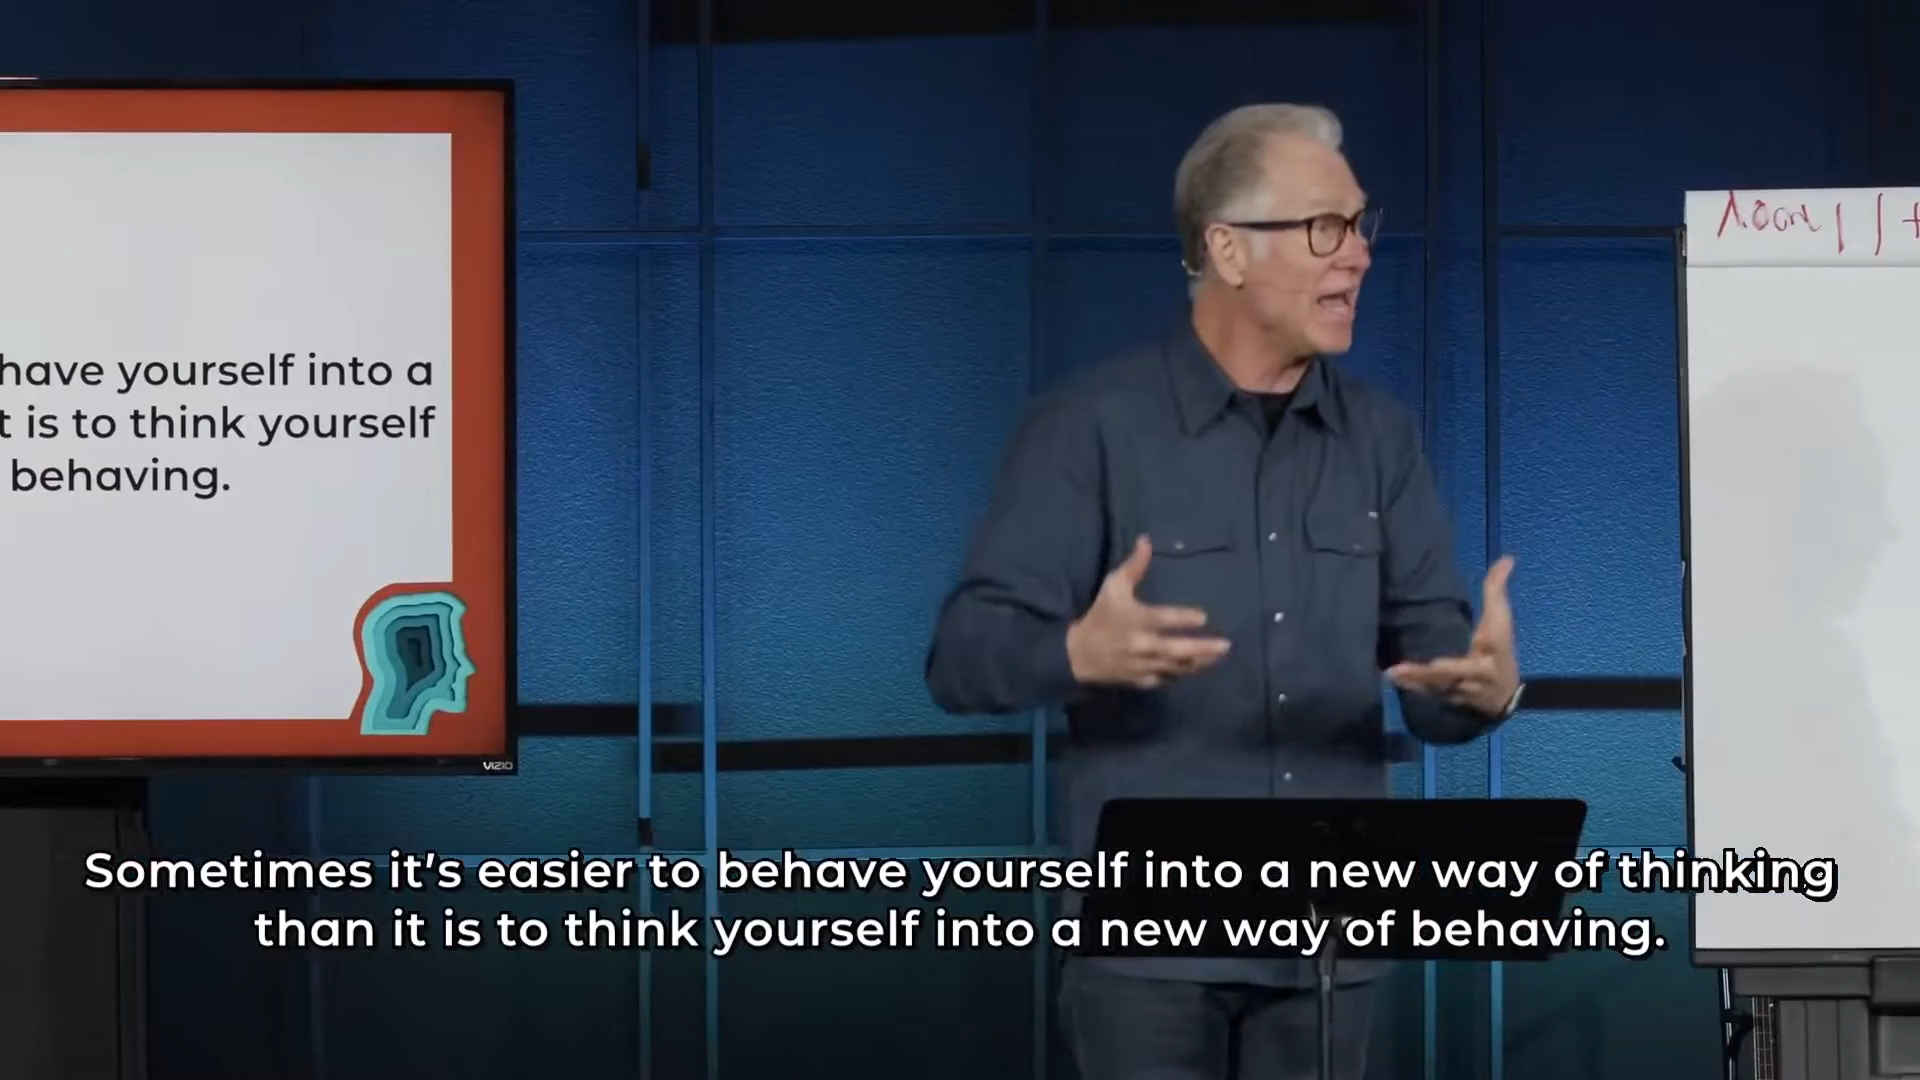 have yourself into a
t is to think yourself
behaving.
VIZIO
Sometimes it's easier to behave yourself into a new way of thinking
than it is to think yourself into a new way of behaving.